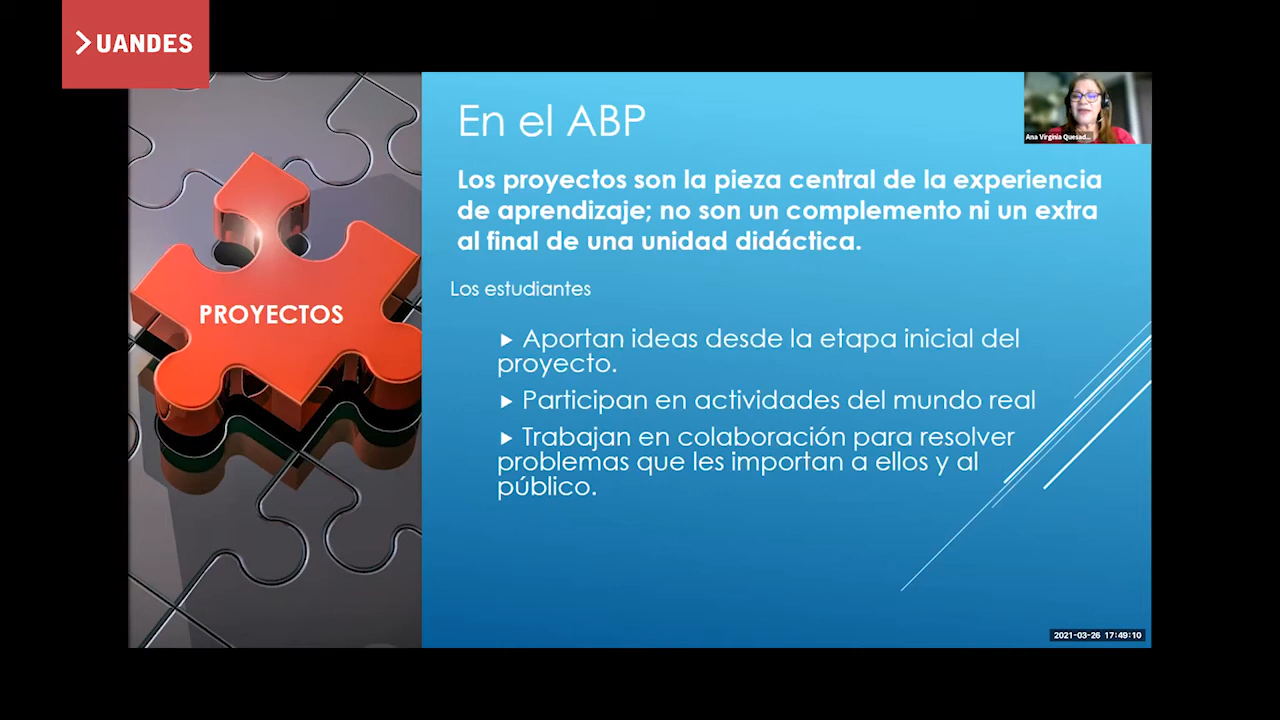 UANDES
En el ABP
Ana Virginia Quesad...
Los proyectos son la pieza central de la experiencia
de aprendizaje; no son un complemento ni un extra
al final de una unidad didáctica.
PROYECTOS
Los estudiantes
Aportan ideas desde la etapa inicial del
proyecto.
Participan en actividades del mundo real
Trabajan en colaboración para resolver
problemas que les importan a ellos y al
público.
2021-03-26 17:49:10